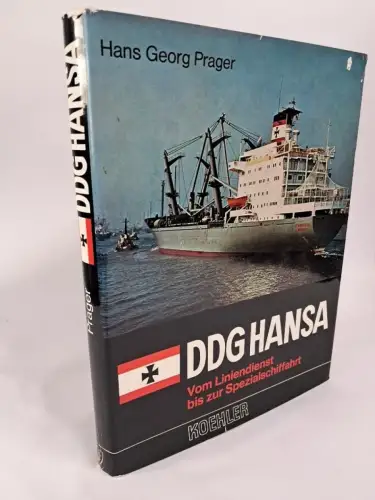 Hans Georg Prager
DDG HANSA
Vom Liniendienst
bis zur Spezialschiffahrt
KOEHLER
DDG HANSA
Prager